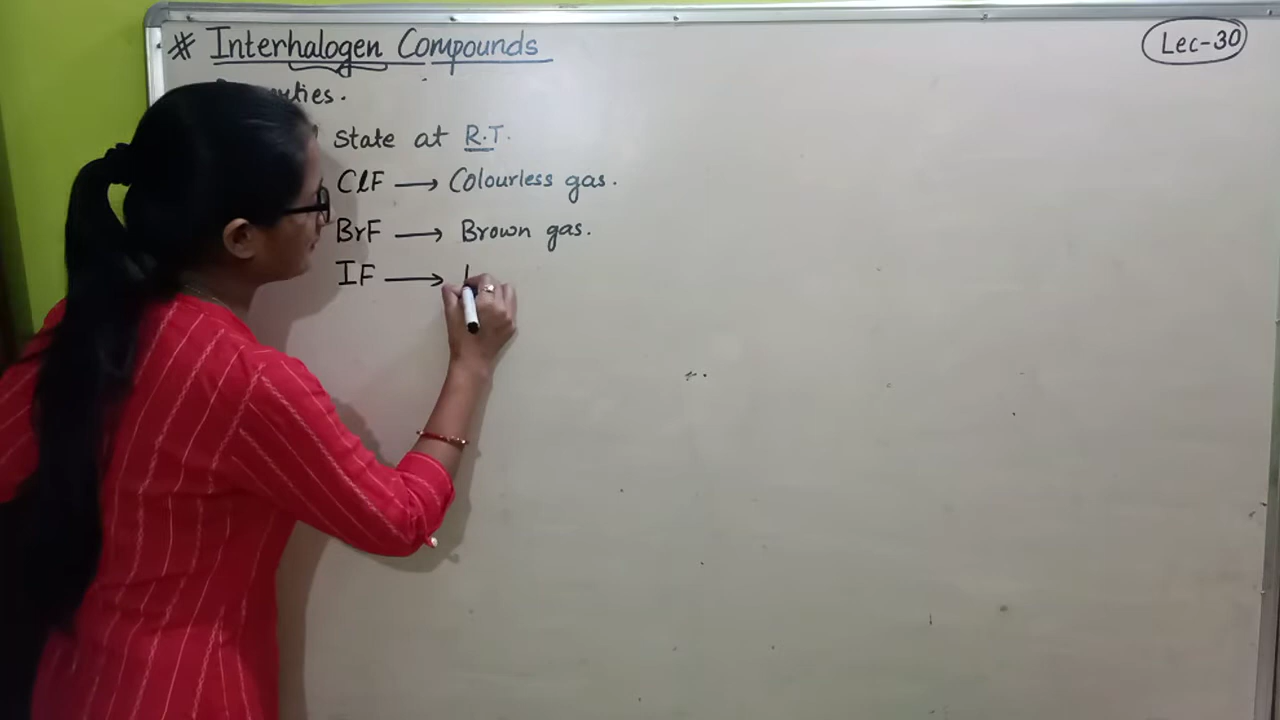 # Interhalogen Compounds
Lec-30
state at R.T.
ClF → Colourless gas.
BrF → Brown gas.
IF →